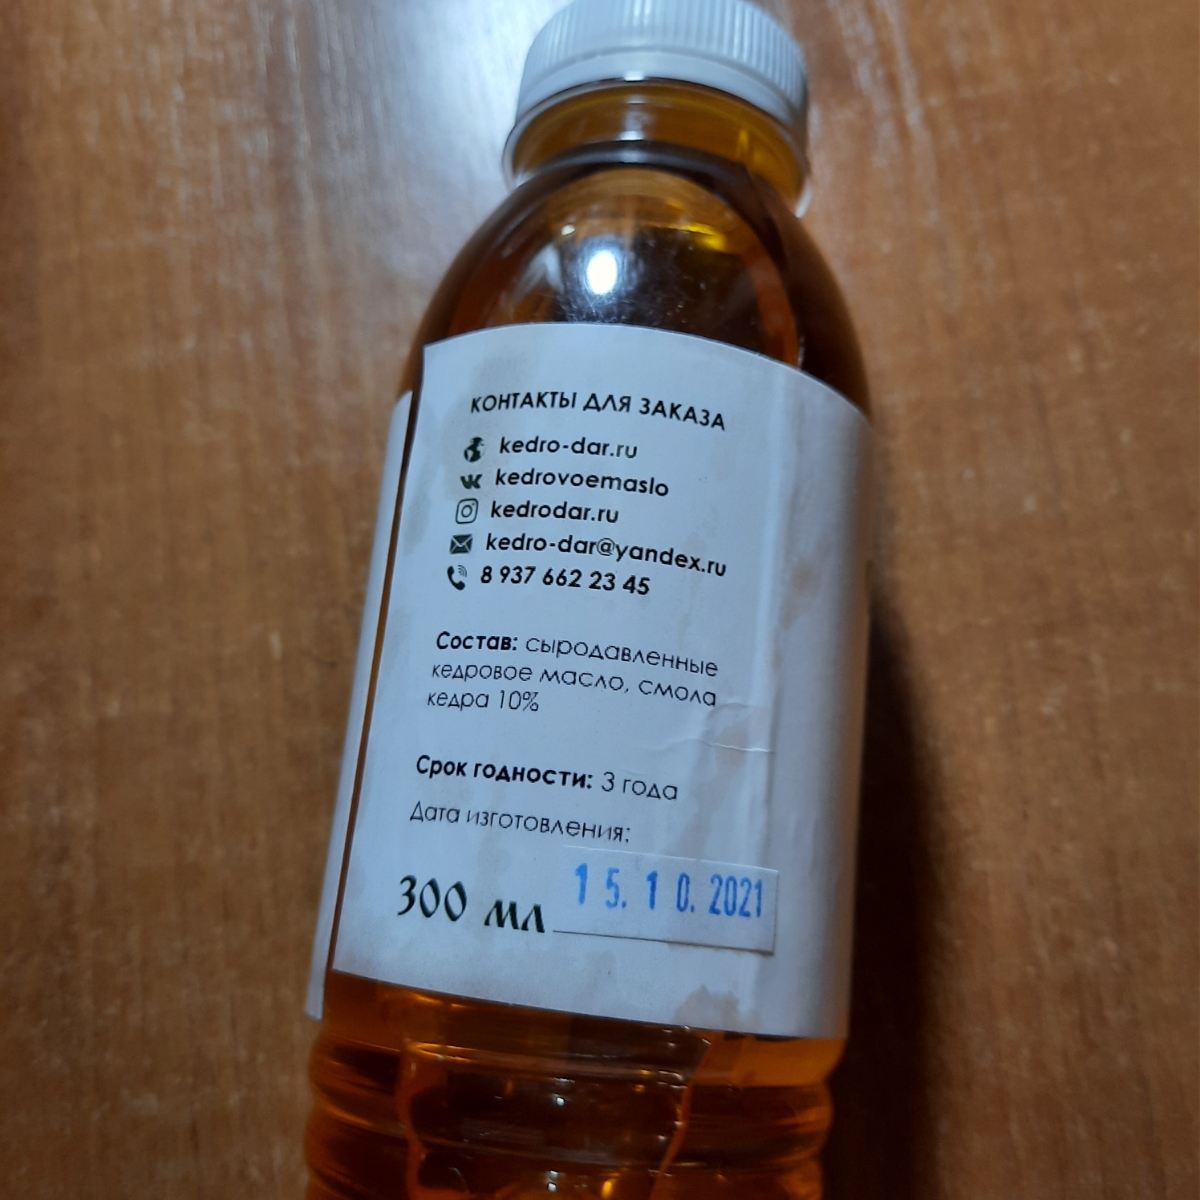 КОНТАКТЫ ДЛЯ ЗАКАЗА
kedro-dar.ru
kedrovoemaslo
kedrodar.ru
kedro-dar@yandex.ru
8 937 662 23 45
Состав: сыродавленные
кедровое масло, смола
кедра 10%
Срок годности: 3 года
Дата изготовления:
15.10.2021
300 мл